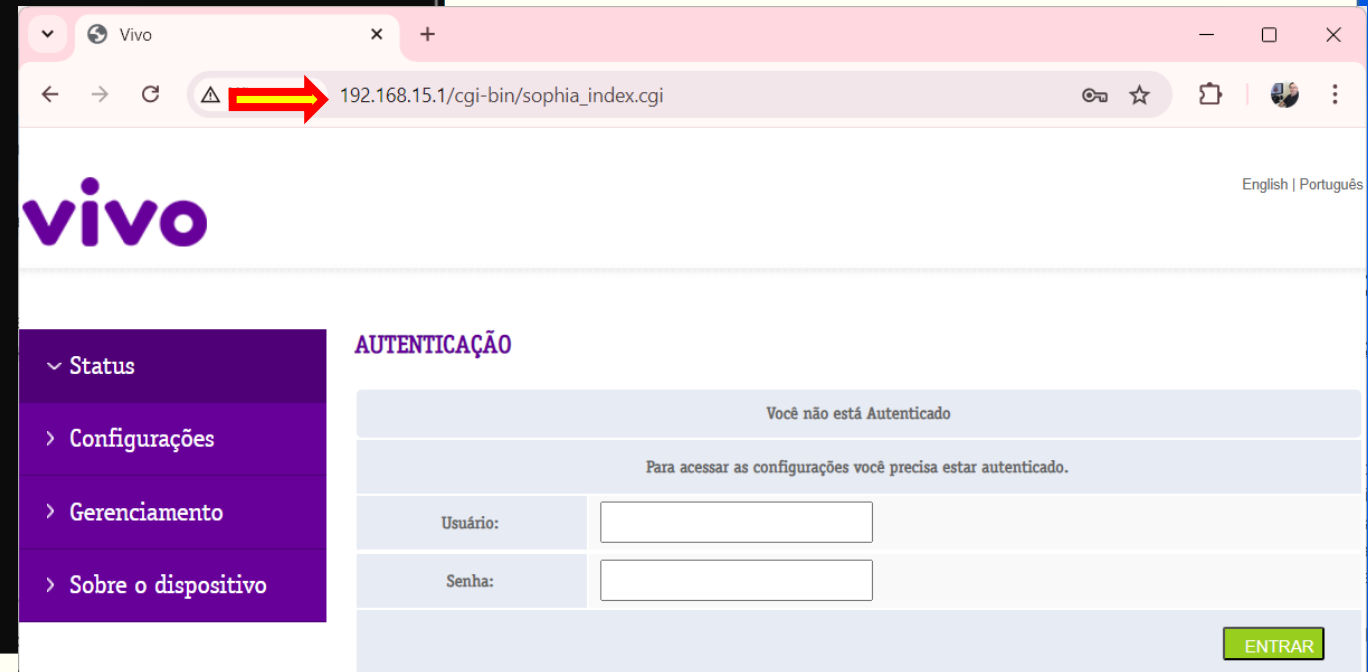 Vivo
192.168.15.1/cgi-bin/sophia_index.cgi
vivo
English | Português
Status
Configurações
Gerenciamento
Sobre o dispositivo
AUTENTICAÇÃO
Você não está Autenticado
Para acessar as configurações você precisa estar autenticado.
Usuário:
Senha:
ENTRAR